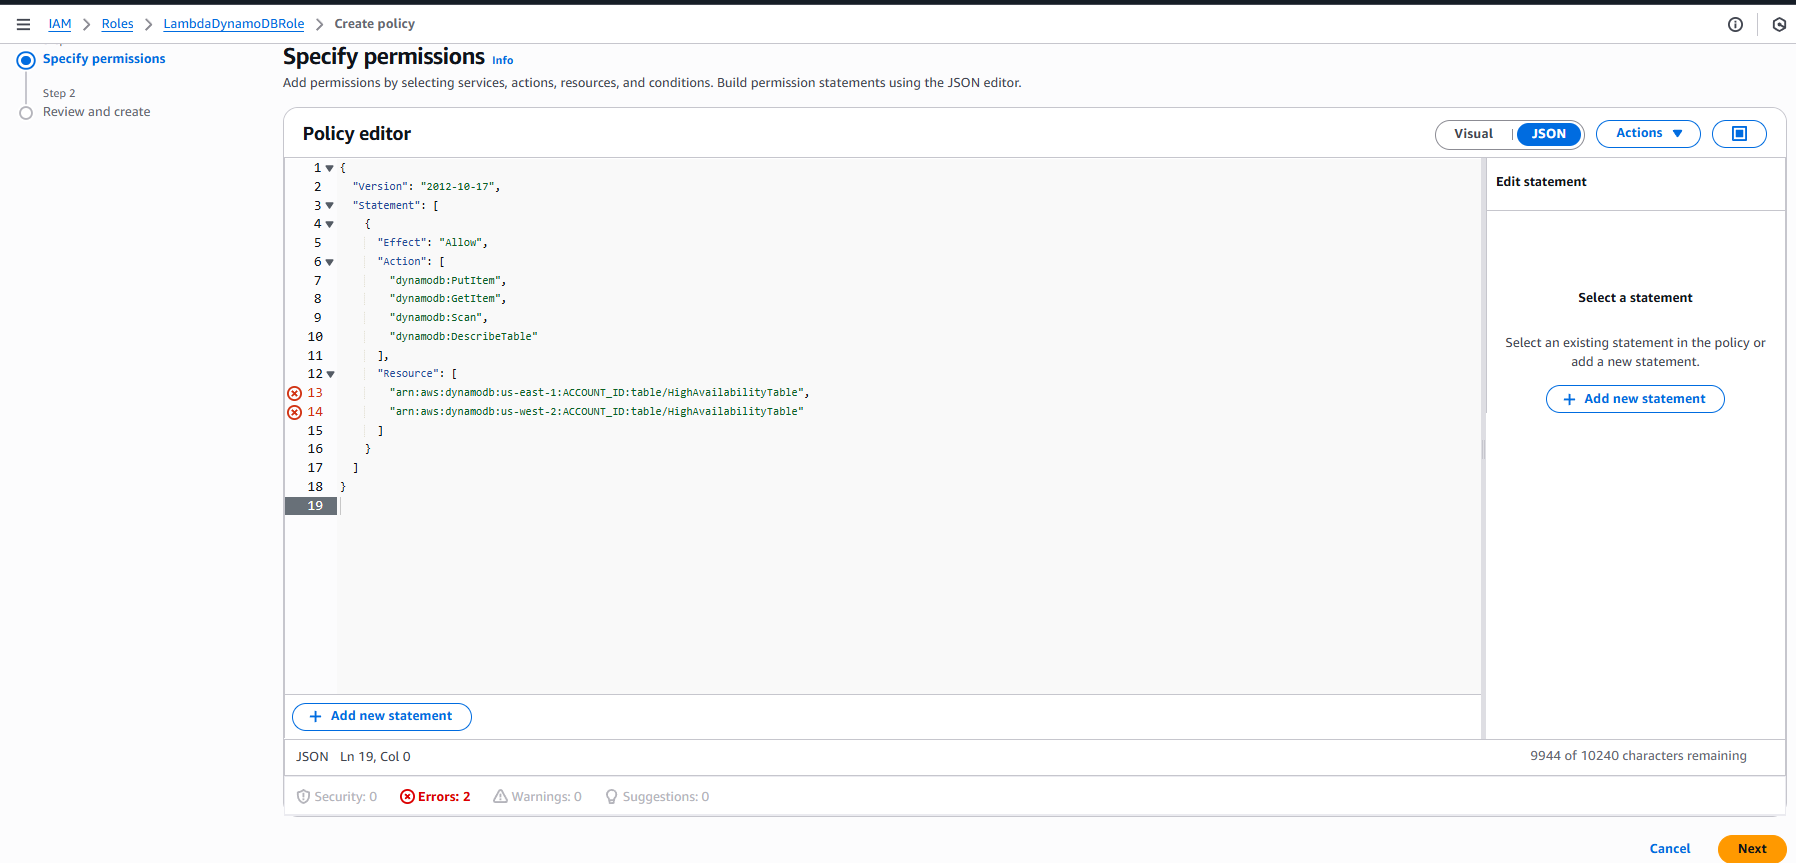 IAM > Roles > LambdaDynamoDBRole > Create policy
Specify permissions
Step 2
Review and create
Specify permissions Info
Add permissions by selecting services, actions, resources, and conditions. Build permission statements using the JSON editor.
Policy editor
Visual | JSON
Actions
1 {
2 "Version": "2012-10-17",
3 "Statement": [
4 {
5 "Effect": "Allow",
6 "Action": [
7 "dynamodb:PutItem",
8 "dynamodb:GetItem",
9 "dynamodb:Scan",
10 "dynamodb:DescribeTable"
11 ],
12 "Resource": [
13 "arn:aws:dynamodb:us-east-1:ACCOUNT_ID:table/HighAvailabilityTable",
14 "arn:aws:dynamodb:us-west-2:ACCOUNT_ID:table/HighAvailabilityTable"
15 ]
16 }
17 ]
18 }
19
Edit statement
Select a statement
Select an existing statement in the policy or
add a new statement.
+ Add new statement
+ Add new statement
JSON Ln 19, Col 0
9944 of 10240 characters remaining
Security: 0 Errors: 2 Warnings: 0 Suggestions: 0
Cancel Next